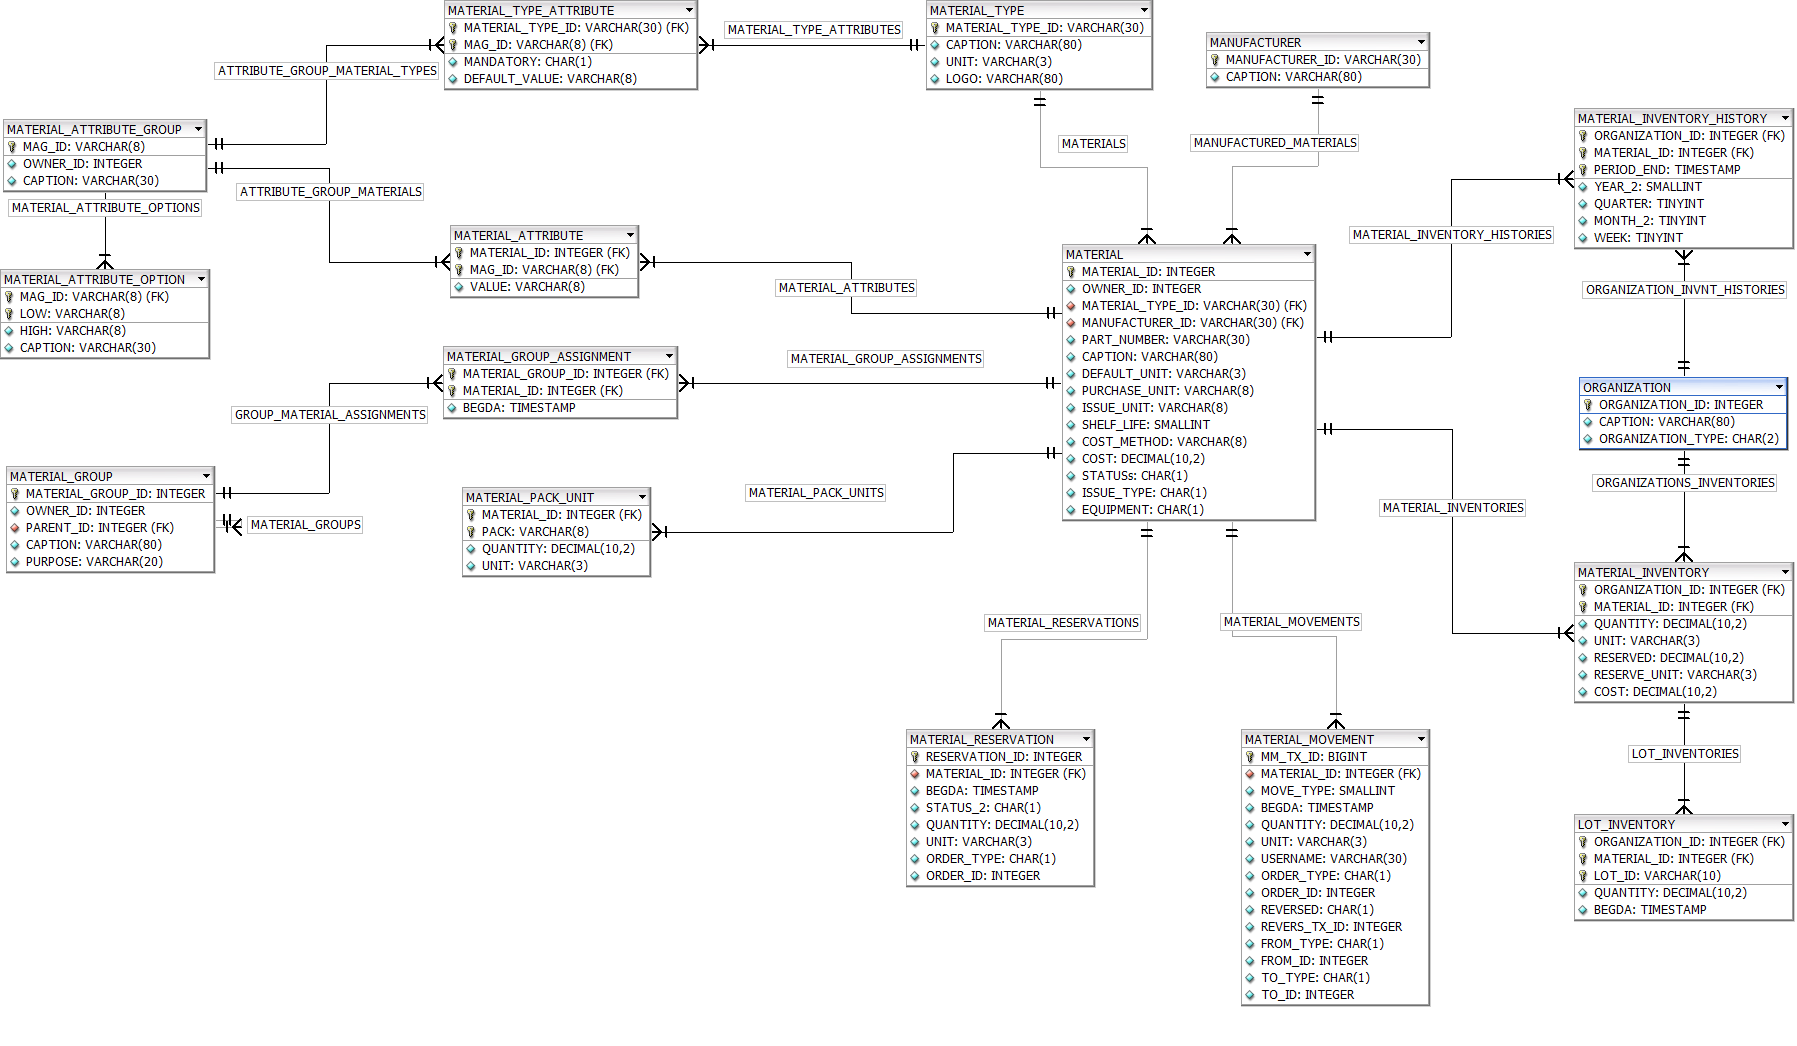 MATERIAL_TYPE_ATTRIBUTE
MATERIAL_TYPE_ID: VARCHAR(30) (FK)
MAG_ID: VARCHAR(8) (FK)
MANDATORY: CHAR(1)
DEFAULT_VALUE: VARCHAR(8)
MATERIAL_TYPE_ATTRIBUTES
MATERIAL_TYPE
MATERIAL_TYPE_ID: VARCHAR(30)
CAPTION: VARCHAR(80)
UNIT: VARCHAR(3)
LOGO: VARCHAR(80)
MANUFACTURER
MANUFACTURER_ID: VARCHAR(30)
CAPTION: VARCHAR(80)
ATTRIBUTE_GROUP_MATERIAL_TYPES
MATERIAL_ATTRIBUTE_GROUP
MAG_ID: VARCHAR(8)
OWNER_ID: INTEGER
CAPTION: VARCHAR(30)
MATERIALS
MANUFACTURED_MATERIALS
MATERIAL_INVENTORY_HISTORY
ORGANIZATION_ID: INTEGER (FK)
MATERIAL_ID: INTEGER (FK)
PERIOD_END: TIMESTAMP
YEAR_2: SMALLINT
QUARTER: TINYINT
MONTH_2: TINYINT
WEEK: TINYINT
ATTRIBUTE_GROUP_MATERIALS
MATERIAL_ATTRIBUTE_OPTIONS
MATERIAL_ATTRIBUTE
MATERIAL_ID: INTEGER (FK)
MAG_ID: VARCHAR(8) (FK)
VALUE: VARCHAR(8)
MATERIAL_INVENTORY_HISTORIES
MATERIAL_ATTRIBUTE_OPTION
MAG_ID: VARCHAR(8) (FK)
LOW: VARCHAR(8)
HIGH: VARCHAR(8)
CAPTION: VARCHAR(30)
MATERIAL_ATTRIBUTES
MATERIAL
MATERIAL_ID: INTEGER
OWNER_ID: INTEGER
MATERIAL_TYPE_ID: VARCHAR(30) (FK)
MANUFACTURER_ID: VARCHAR(30) (FK)
PART_NUMBER: VARCHAR(30)
CAPTION: VARCHAR(80)
DEFAULT_UNIT: VARCHAR(3)
PURCHASE_UNIT: VARCHAR(8)
ISSUE_UNIT: VARCHAR(8)
SHELF_LIFE: SMALLINT
COST_METHOD: VARCHAR(8)
COST: DECIMAL(10,2)
STATUSs: CHAR(1)
ISSUE_TYPE: CHAR(1)
EQUIPMENT: CHAR(1)
ORGANIZATION_INVNT_HISTORIES
MATERIAL_GROUP_ASSIGNMENT
MATERIAL_GROUP_ID: INTEGER (FK)
MATERIAL_ID: INTEGER (FK)
BEGDA: TIMESTAMP
MATERIAL_GROUP_ASSIGNMENTS
ORGANIZATION
ORGANIZATION_ID: INTEGER
CAPTION: VARCHAR(80)
ORGANIZATION_TYPE: CHAR(2)
GROUP_MATERIAL_ASSIGNMENTS
MATERIAL_GROUP
MATERIAL_GROUP_ID: INTEGER
OWNER_ID: INTEGER
PARENT_ID: INTEGER (FK)
CAPTION: VARCHAR(80)
PURPOSE: VARCHAR(20)
MATERIAL_GROUPS
MATERIAL_PACK_UNIT
MATERIAL_ID: INTEGER (FK)
PACK: VARCHAR(8)
QUANTITY: DECIMAL(10,2)
UNIT: VARCHAR(3)
MATERIAL_PACK_UNITS
ORGANIZATIONS_INVENTORIES
MATERIAL_INVENTORIES
MATERIAL_INVENTORY
ORGANIZATION_ID: INTEGER (FK)
MATERIAL_ID: INTEGER (FK)
QUANTITY: DECIMAL(10,2)
UNIT: VARCHAR(3)
RESERVED: DECIMAL(10,2)
RESERVE_UNIT: VARCHAR(3)
COST: DECIMAL(10,2)
MATERIAL_RESERVATIONS
MATERIAL_MOVEMENTS
MATERIAL_RESERVATION
RESERVATION_ID: INTEGER
MATERIAL_ID: INTEGER (FK)
BEGDA: TIMESTAMP
STATUS_2: CHAR(1)
QUANTITY: DECIMAL(10,2)
UNIT: VARCHAR(3)
ORDER_TYPE: CHAR(1)
ORDER_ID: INTEGER
MATERIAL_MOVEMENT
MM_TX_ID: BIGINT
MATERIAL_ID: INTEGER (FK)
MOVE_TYPE: SMALLINT
BEGDA: TIMESTAMP
QUANTITY: DECIMAL(10,2)
UNIT: VARCHAR(3)
USERNAME: VARCHAR(30)
ORDER_TYPE: CHAR(1)
ORDER_ID: INTEGER
REVERSED: CHAR(1)
REVERS_TX_ID: INTEGER
FROM_TYPE: CHAR(1)
FROM_ID: INTEGER
TO_TYPE: CHAR(1)
TO_ID: INTEGER
LOT_INVENTORIES
LOT_INVENTORY
ORGANIZATION_ID: INTEGER (FK)
MATERIAL_ID: INTEGER (FK)
LOT_ID: VARCHAR(10)
QUANTITY: DECIMAL(10,2)
BEGDA: TIMESTAMP